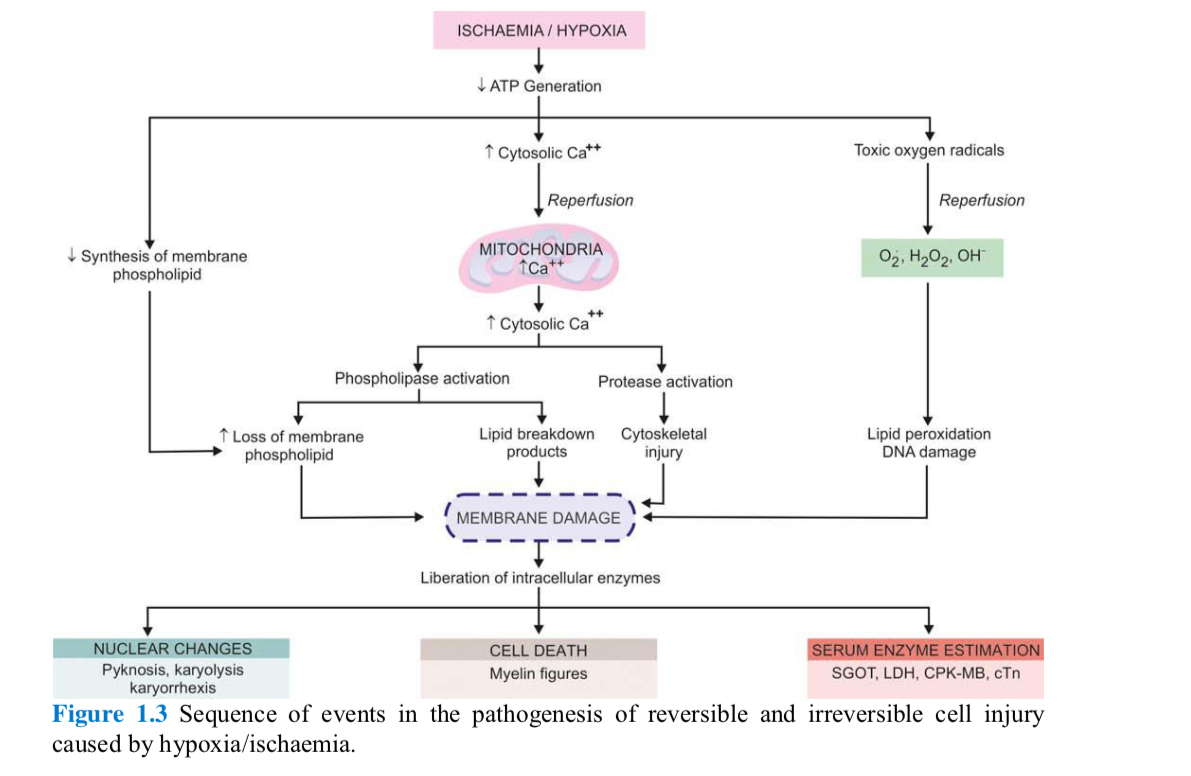 ISCHAEMIA / HYPOXIA
↓ ATP Generation
↑ Cytosolic Ca⁺⁺
Toxic oxygen radicals
Reperfusion
Reperfusion
↓ Synthesis of membrane
phospholipid
MITOCHONDRIA
↑Ca⁺⁺
O₂⁻, H₂O₂, OH⁻
↑ Cytosolic Ca⁺⁺
Phospholipase activation
Protease activation
↑ Loss of membrane
phospholipid
Lipid breakdown
products
Cytoskeletal
injury
Lipid peroxidation
DNA damage
MEMBRANE DAMAGE
Liberation of intracellular enzymes
NUCLEAR CHANGES
Pyknosis, karyolysis
karyorrhexis
CELL DEATH
Myelin figures
SERUM ENZYME ESTIMATION
SGOT, LDH, CPK-MB, cTn
Figure 1.3 Sequence of events in the pathogenesis of reversible and irreversible cell injury
caused by hypoxia/ischaemia.